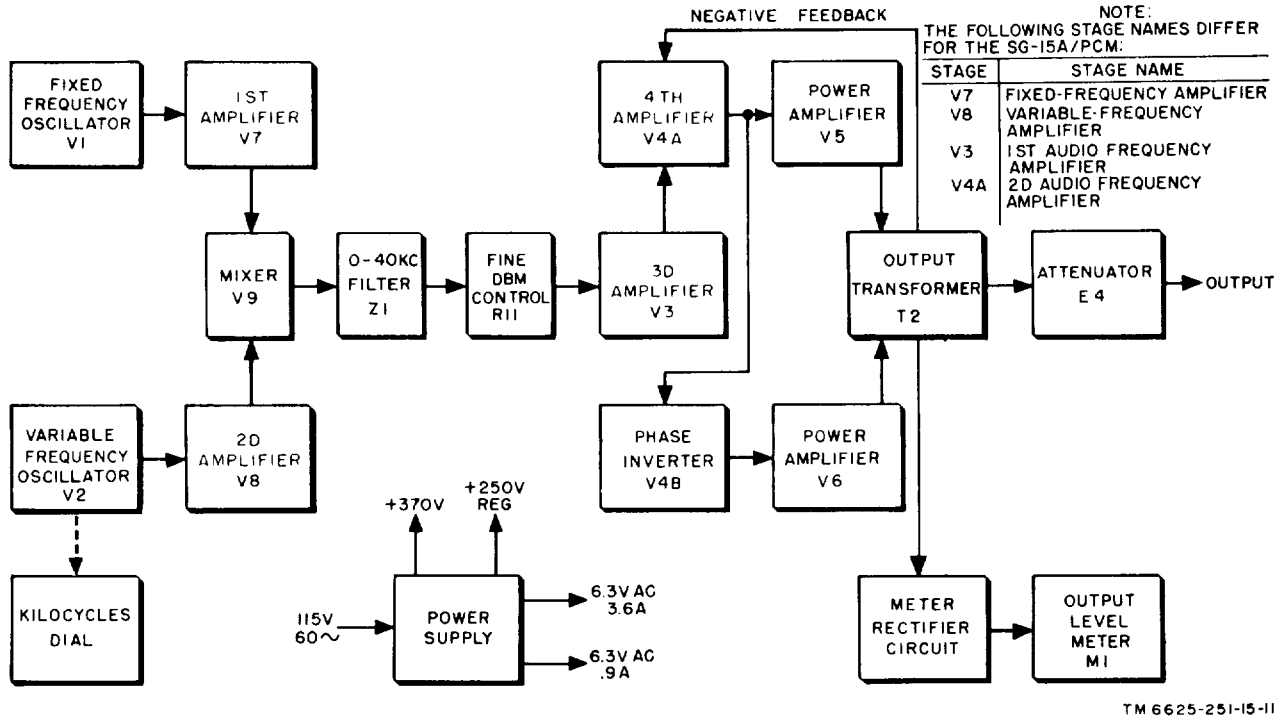 NEGATIVE FEEDBACK
NOTE:
THE FOLLOWING STAGE NAMES DIFFER
FOR THE SG-15A/PCM:
STAGE STAGE NAME
V7 FIXED-FREQUENCY AMPLIFIER
V8 VARIABLE-FREQUENCY
AMPLIFIER
V3 1ST AUDIO FREQUENCY
AMPLIFIER
V4A 2D AUDIO FREQUENCY
AMPLIFIER
FIXED
FREQUENCY
OSCILLATOR
V1
1ST
AMPLIFIER
V7
4TH
AMPLIFIER
V4A
POWER
AMPLIFIER
V5
MIXER
V9
0-40KC
FILTER
Z1
FINE
DBM
CONTROL
R11
3D
AMPLIFIER
V3
OUTPUT
TRANSFORMER
T2
ATTENUATOR
E4
OUTPUT
VARIABLE
FREQUENCY
OSCILLATOR
V2
2D
AMPLIFIER
V8
PHASE
INVERTER
V4B
POWER
AMPLIFIER
V6
+370V
+250V
REG
KILOCYCLES
DIAL
115V
60~
POWER
SUPPLY
6.3V AC
3.6A
6.3V AC
.9A
METER
RECTIFIER
CIRCUIT
OUTPUT
LEVEL
METER
M1
TM 6625-251-15-11